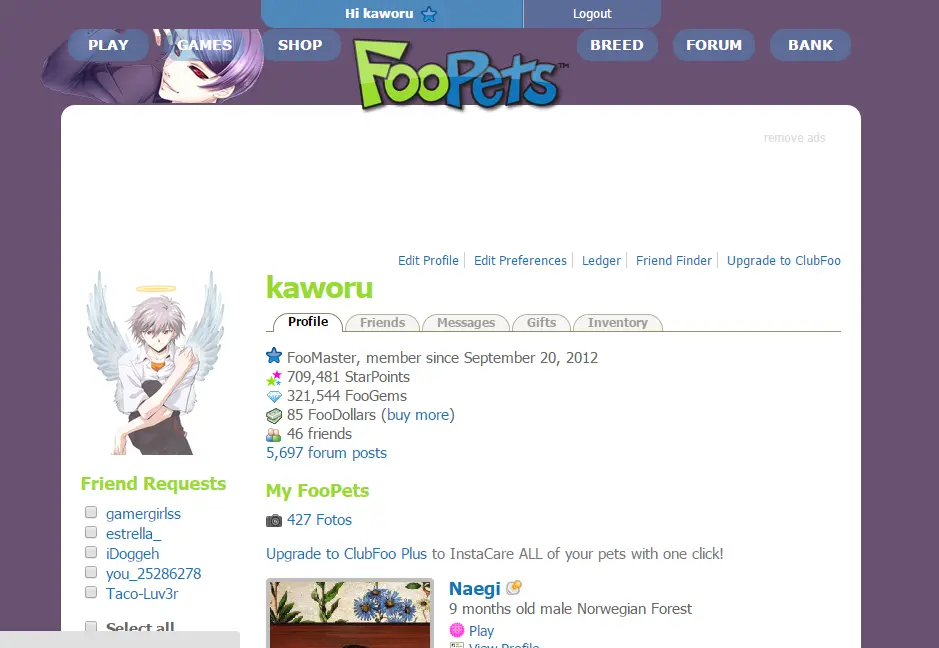 Hi kaworu
Logout
PLAY
GAMES
SHOP
FooPets™
BREED
FORUM
BANK
remove ads
Edit Profile
Edit Preferences
Ledger
Friend Finder
Upgrade to ClubFoo
kaworu
Profile
Friends
Messages
Gifts
Inventory
FooMaster, member since September 20, 2012
709,481 StarPoints
321,544 FooGems
85 FooDollars (buy more)
46 friends
5,697 forum posts
Friend Requests
gamergirlss
estrella_
iDoggeh
you_25286278
Taco-Luv3r
Select all
My FooPets
427 Fotos
Upgrade to ClubFoo Plus to InstaCare ALL of your pets with one click!
Naegi
9 months old male Norwegian Forest
Play
View Profile